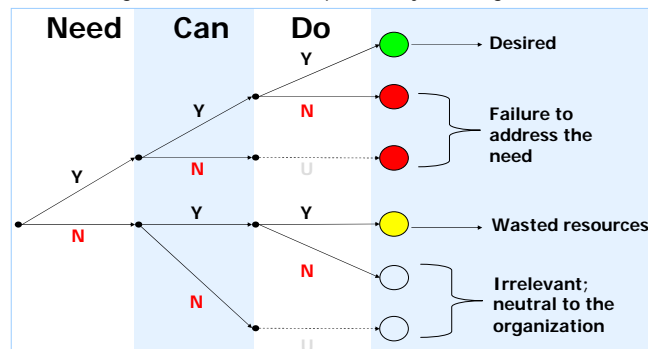 Need Can Do
Y
Desired
Y
N
Failure to
address the
need
Y
N
U
Y
Y
Wasted resources
N
N
N
Irrelevant;
neutral to the
organization
U